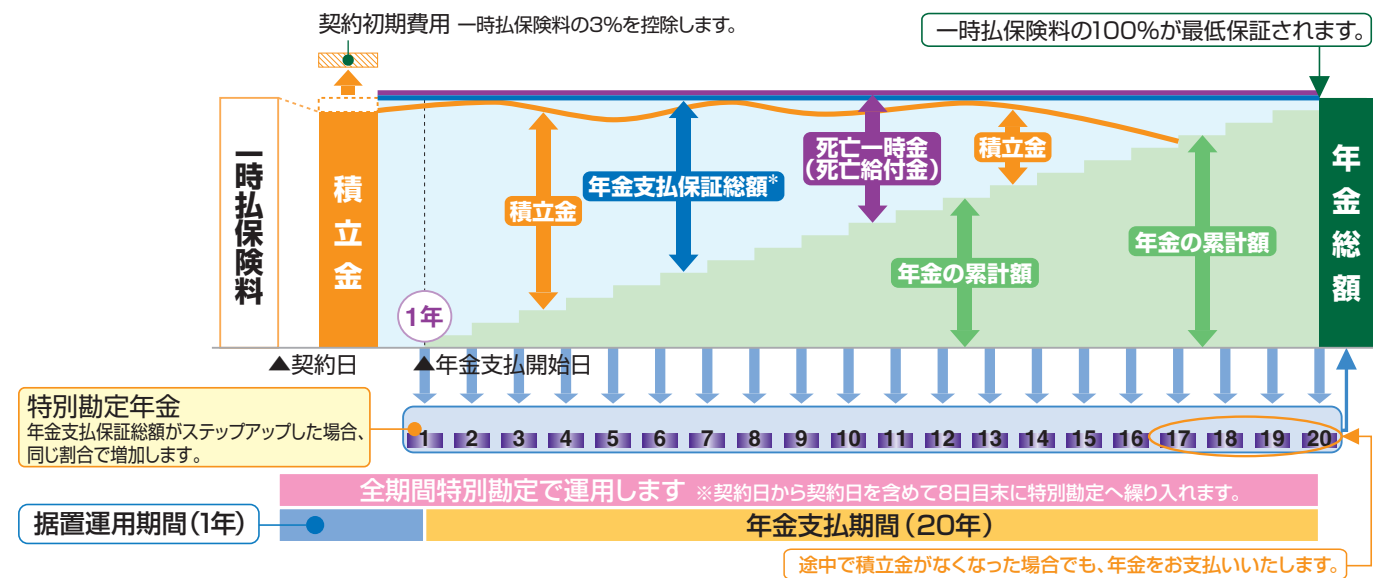 契約初期費用 一時払保険料の3%を控除します。
一時払保険料の100%が最低保証されます。
一時払保険料
積立金
積立金
年金支払保証総額*
死亡一時金
(死亡給付金)
積立金
年金の累計額
年金の累計額
年金総額
1年
▲契約日
▲年金支払開始日
特別勘定年金
年金支払保証総額がステップアップした場合、
同じ割合で増加します。
1 2 3 4 5 6 7 8 9 10 11 12 13 14 15 16 17 18 19 20
全期間特別勘定で運用します ※契約日から契約日を含めて8日目末に特別勘定へ繰り入れます。
据置運用期間(1年)
年金支払期間(20年)
途中で積立金がなくなった場合でも、年金をお支払いいたします。